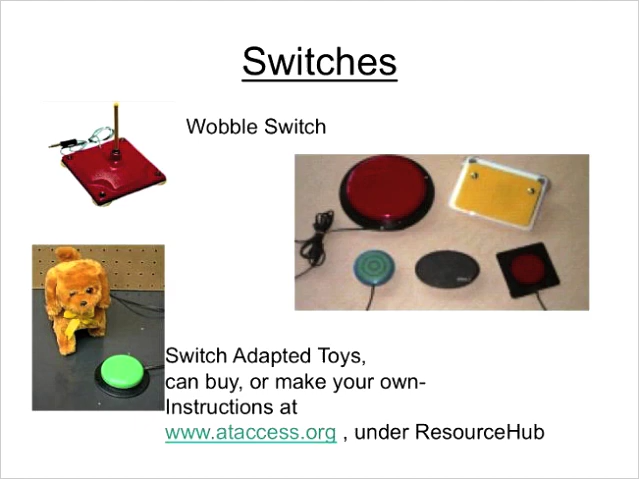 Switches
Wobble Switch
Switch Adapted Toys,
can buy, or make your own-
Instructions at
www.ataccess.org , under ResourceHub